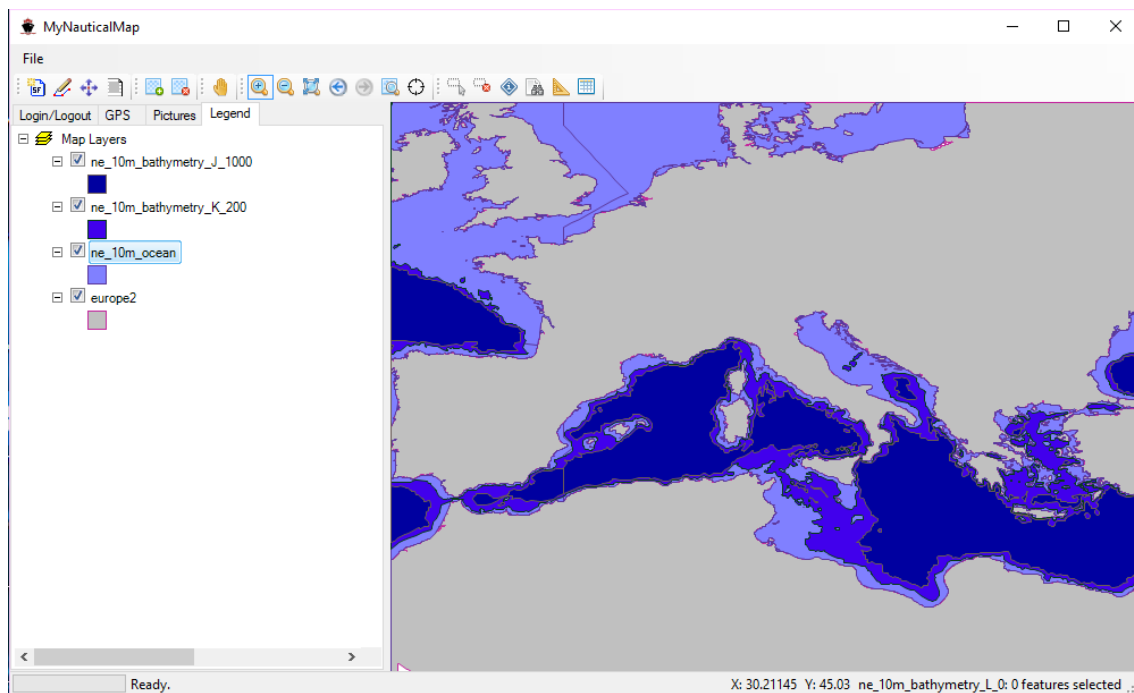 MyNauticalMap
File
SF
Login/Logout GPS Pictures Legend
Map Layers
ne_10m_bathymetry_J_1000
ne_10m_bathymetry_K_200
ne_10m_ocean
europe2
Ready.
X: 30.21145 Y: 45.03 ne_10m_bathymetry_L_0: 0 features selected